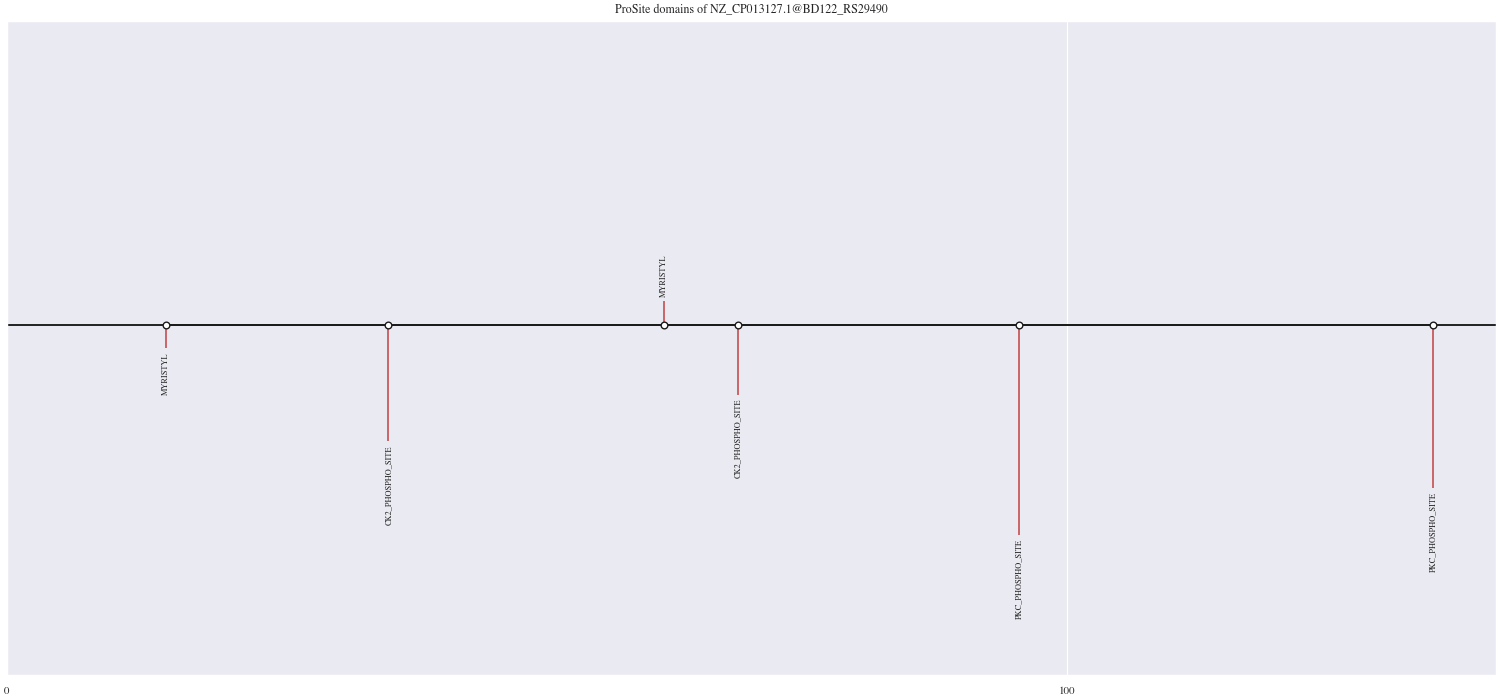 ProSite domains of NZ_CP013127.1@BD122_RS29490
MYRISTYL
MYRISTYL
CK2_PHOSPHO_SITE
CK2_PHOSPHO_SITE
PKC_PHOSPHO_SITE
PKC_PHOSPHO_SITE
0
100